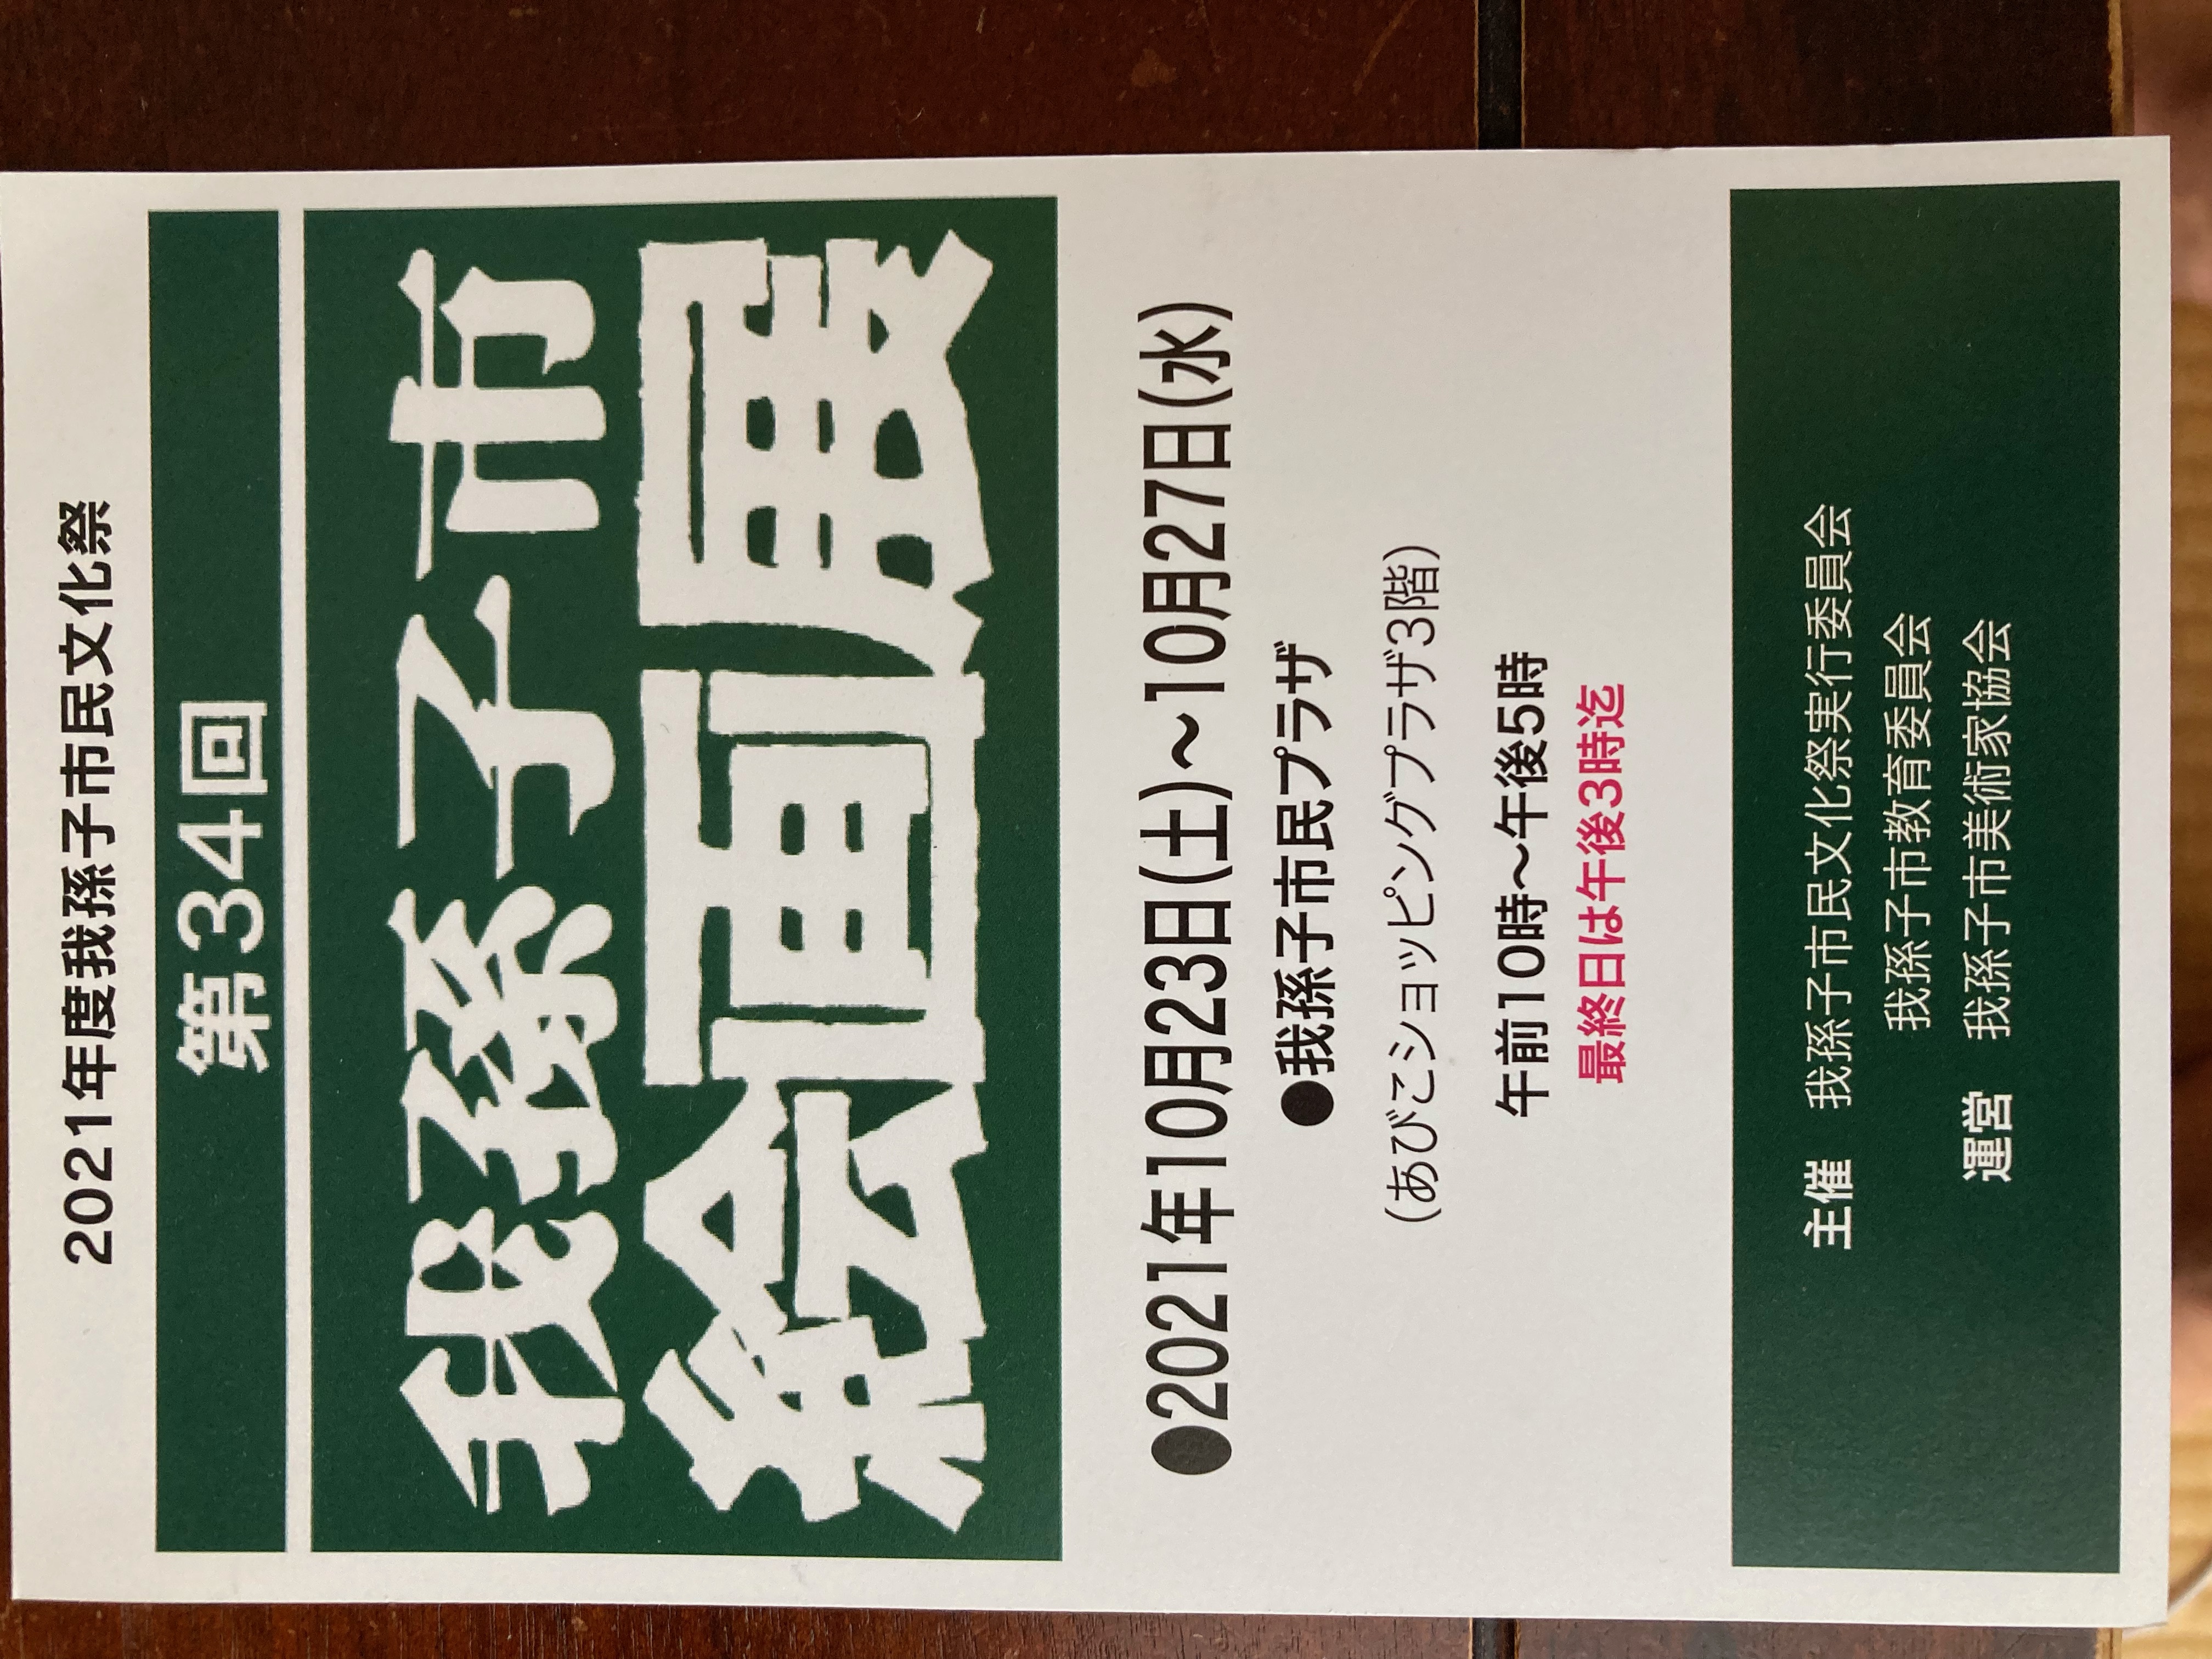 2021年度我孫子市民文化祭
第34回
我孫子市
絵画展
●2021年10月23日(土)~10月27日(水)
●我孫子市民プラザ
(あびこショッピングプラザ3階)
午前10時〜午後5時
最終日は午後3時迄
主催 我孫子市民文化祭実行委員会
我孫子市教育委員会
運営 我孫子市美術家協会